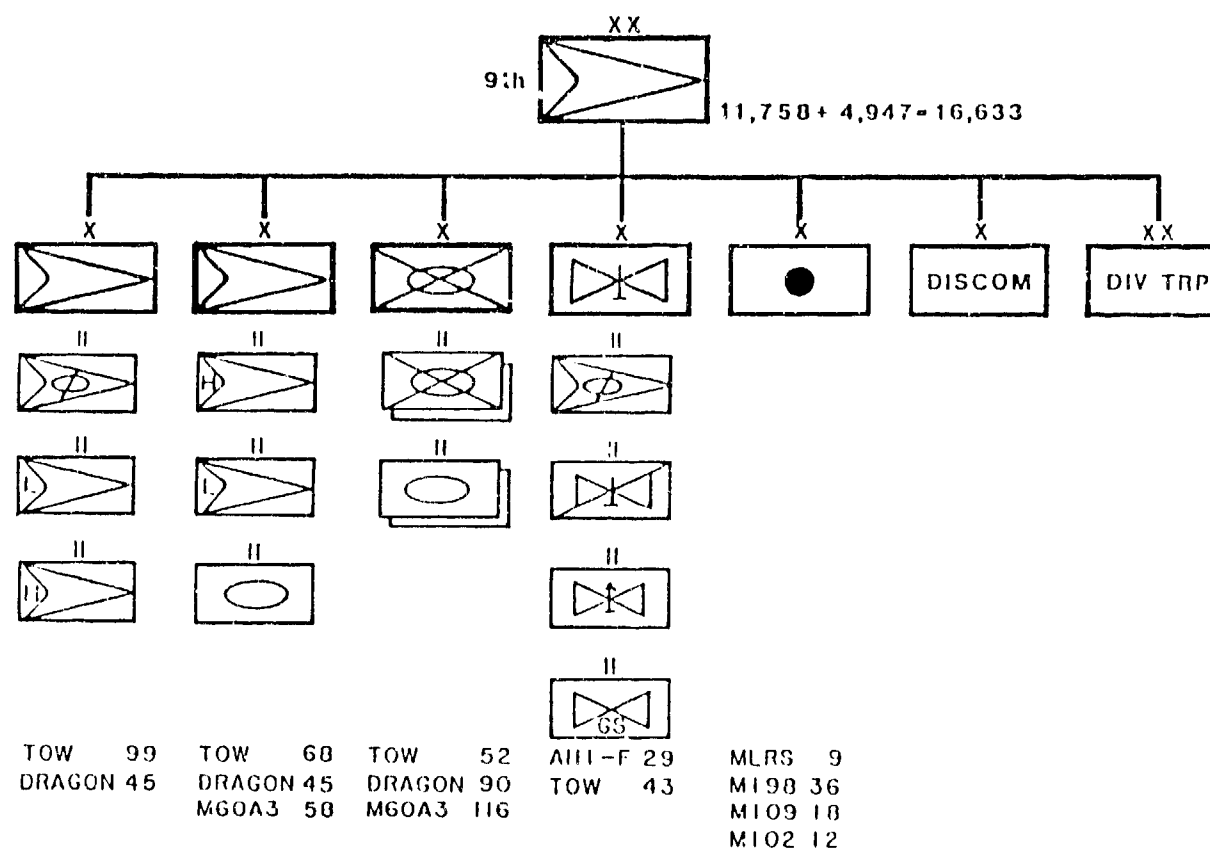 XX
9th
11,758+ 4,947=16,633
X X X X X X XX
DISCOM DIV TRP
II II II II
H
II II II II
L L
II II II
H
II
GS
TOW 99 TOW 68 TOW 52 AH1-F 29 MLRS 9
DRAGON 45 DRAGON 45 DRAGON 90 TOW 43 M198 36
M60A3 58 M60A3 116 M109 18
M102 12